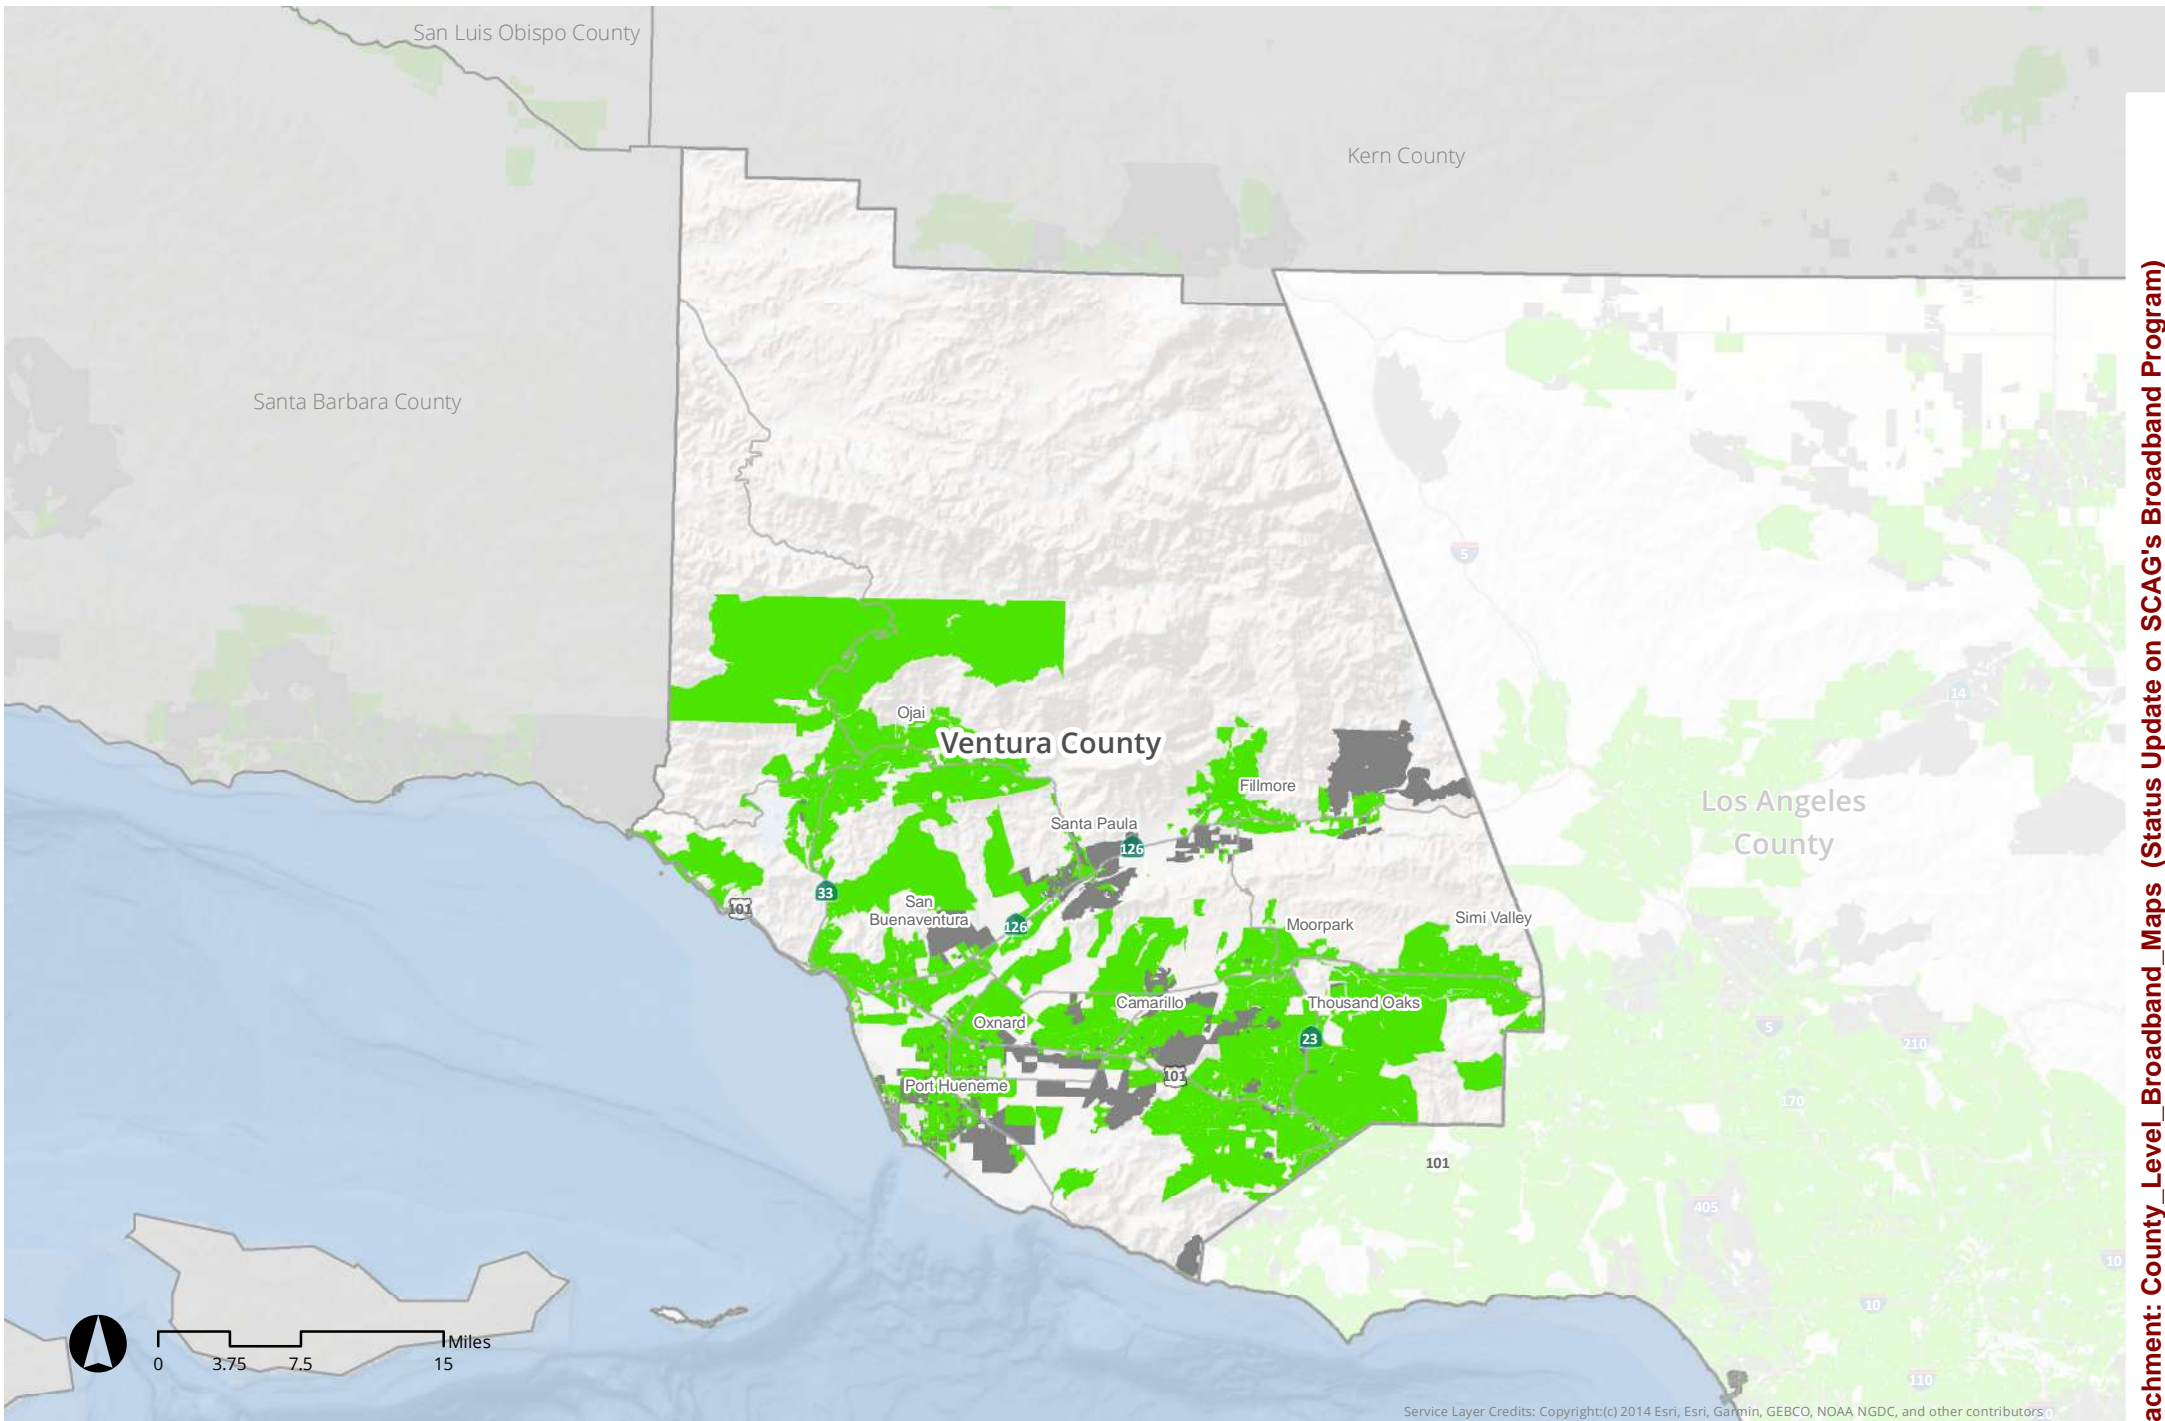 San Luis Obispo County
Kern County
Santa Barbara County
5
14
Ojai
Ventura County
Fillmore
Los Angeles
County
Santa Paula
126
33
101
San
Buenaventura
126
Moorpark
Simi Valley
Camarillo
Thousand Oaks
Oxnard
23
5
210
Port Hueneme
101
170
101
405
10
10
110
Miles
0
3.75
7.5
15
Service Layer Credits: Copyright:(c) 2014 Esri, Esri, Garmin, GEBCO, NOAA NGDC, and other contributors
achment: County_Level_Broadband_Maps (Status Update on SCAG's Broadband Program)